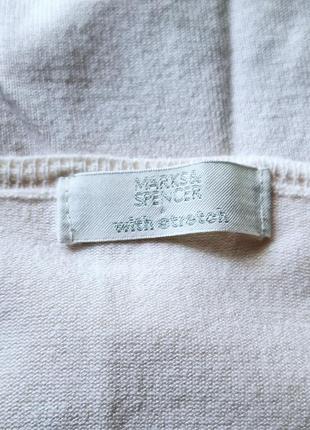 MARKS&
SPENCER
with stretch